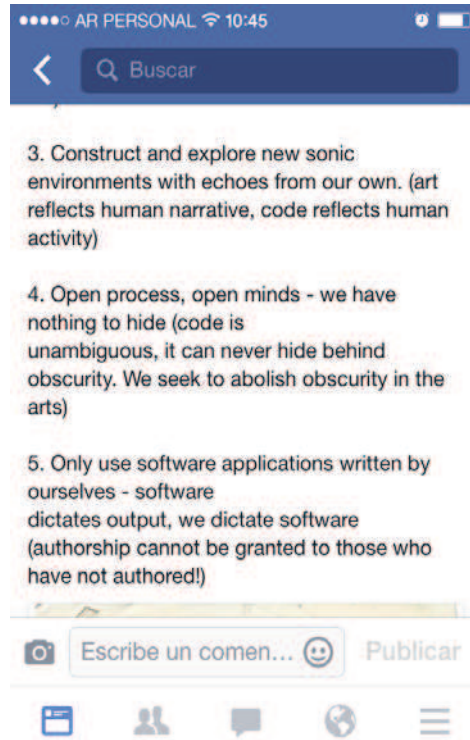 AR PERSONAL 10:45
Buscar
3. Construct and explore new sonic
environments with echoes from our own. (art
reflects human narrative, code reflects human
activity)
4. Open process, open minds - we have
nothing to hide (code is
unambiguous, it can never hide behind
obscurity. We seek to abolish obscurity in the
arts)
5. Only use software applications written by
ourselves - software
dictates output, we dictate software
(authorship cannot be granted to those who
have not authored!)
Escribe un comen... Publicar